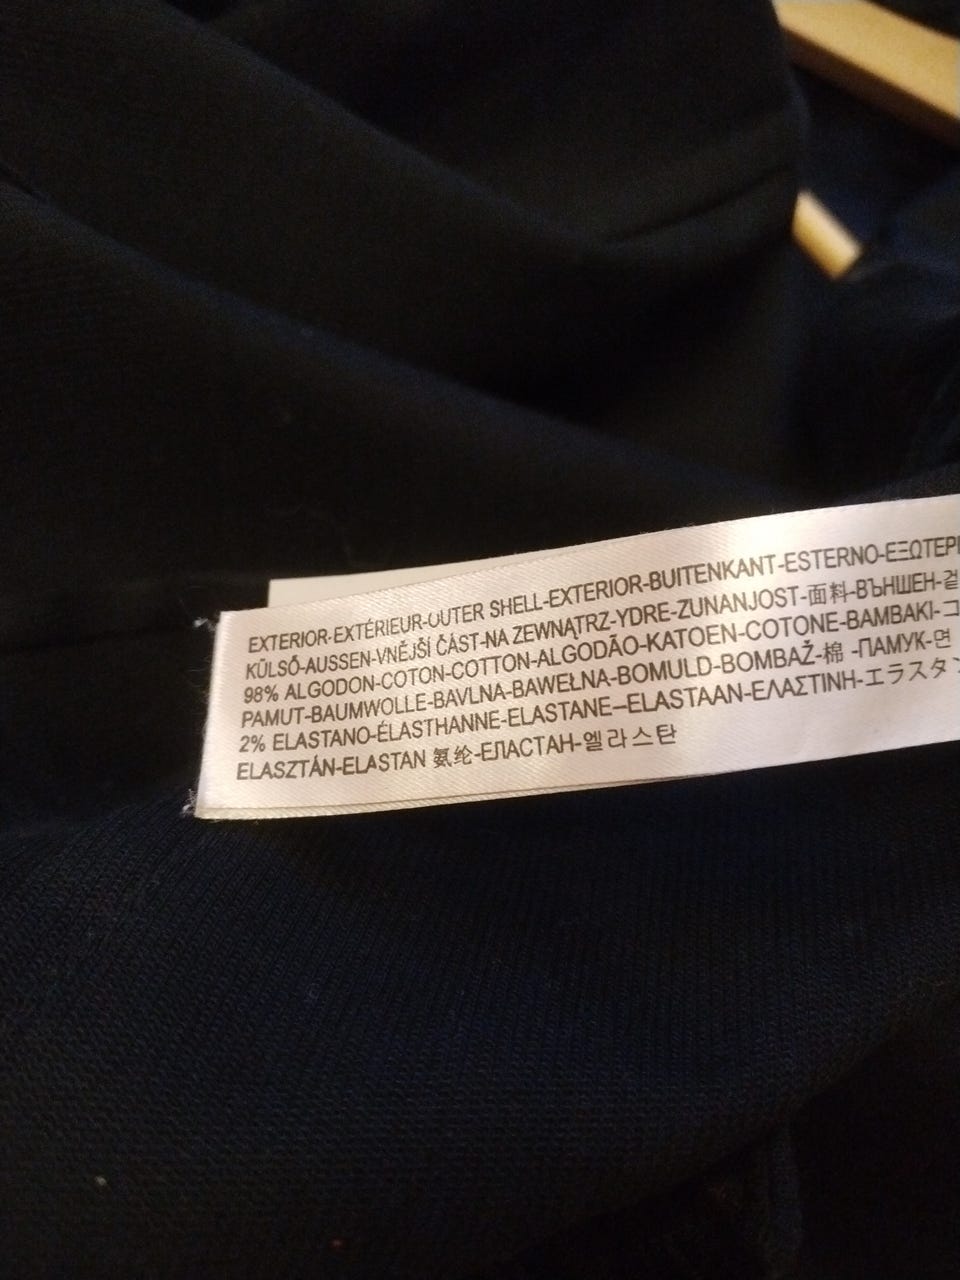 EXTERIOR-EXTÉRIEUR-OUTER SHELL-EXTERIOR-BUITENKANT-ESTERNO-ΕΞΩΤΕΡΙ
KÜLSŐ-AUSSEN-VNĚJŠÍ ČÁST-NA ZEWNĄTRZ-YDRE-ZUNANJOST-面料-ВЪНШЕН-겉
98% ALGODON-COTON-COTTON-ALGODÃO-KATOEN-COTONE-BAMBAKI-コ
PAMUT-BAUMWOLLE-BAVLNA-BAWEŁNA-BOMULD-BOMBAŽ-棉 -ПАМУК-면
2% ELASTANO-ÉLASTHANNE-ELASTANE–ELASTAAN-ΕΛΑΣΤΙΝΗ-エラスタン
ELASZTÁN-ELASTAN 氨纶-ЕЛАСТАН-엘라스탄